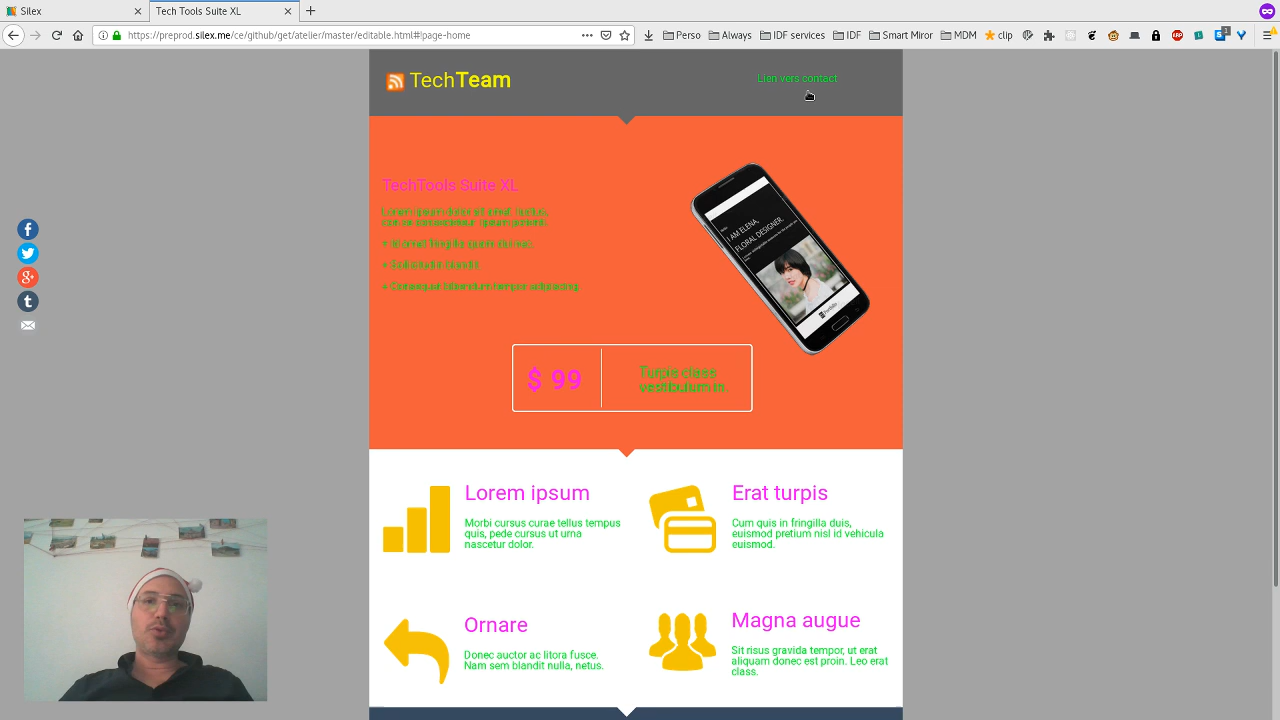 Silex
Tech Tools Suite XL
https://preprod.silex.me/ce/github/get/atelier/master/editable.html#!page-home
Perso
Always
IDF services
IDF
Smart Miror
MDM
clip
TechTeam
Lien vers contact
TechTools Suite XL
I AM ELENA,
FLORAL DESIGNER.
$ 99
Turpis class
vestibulum in
Lorem ipsum
Morbi cursus curae tellus tempus
quis, pede cursus ut urna
nascetur dolor.
Erat turpis
Cum quis in fringilla duis,
euismod pretium nisl id vehicula
euismod.
Ornare
Donec auctor ac litora fusce.
Nam sem blandit nulla, netus.
Magna augue
Sit risus gravida tempor, ut erat
aliquam donec est proin. Leo erat
class.